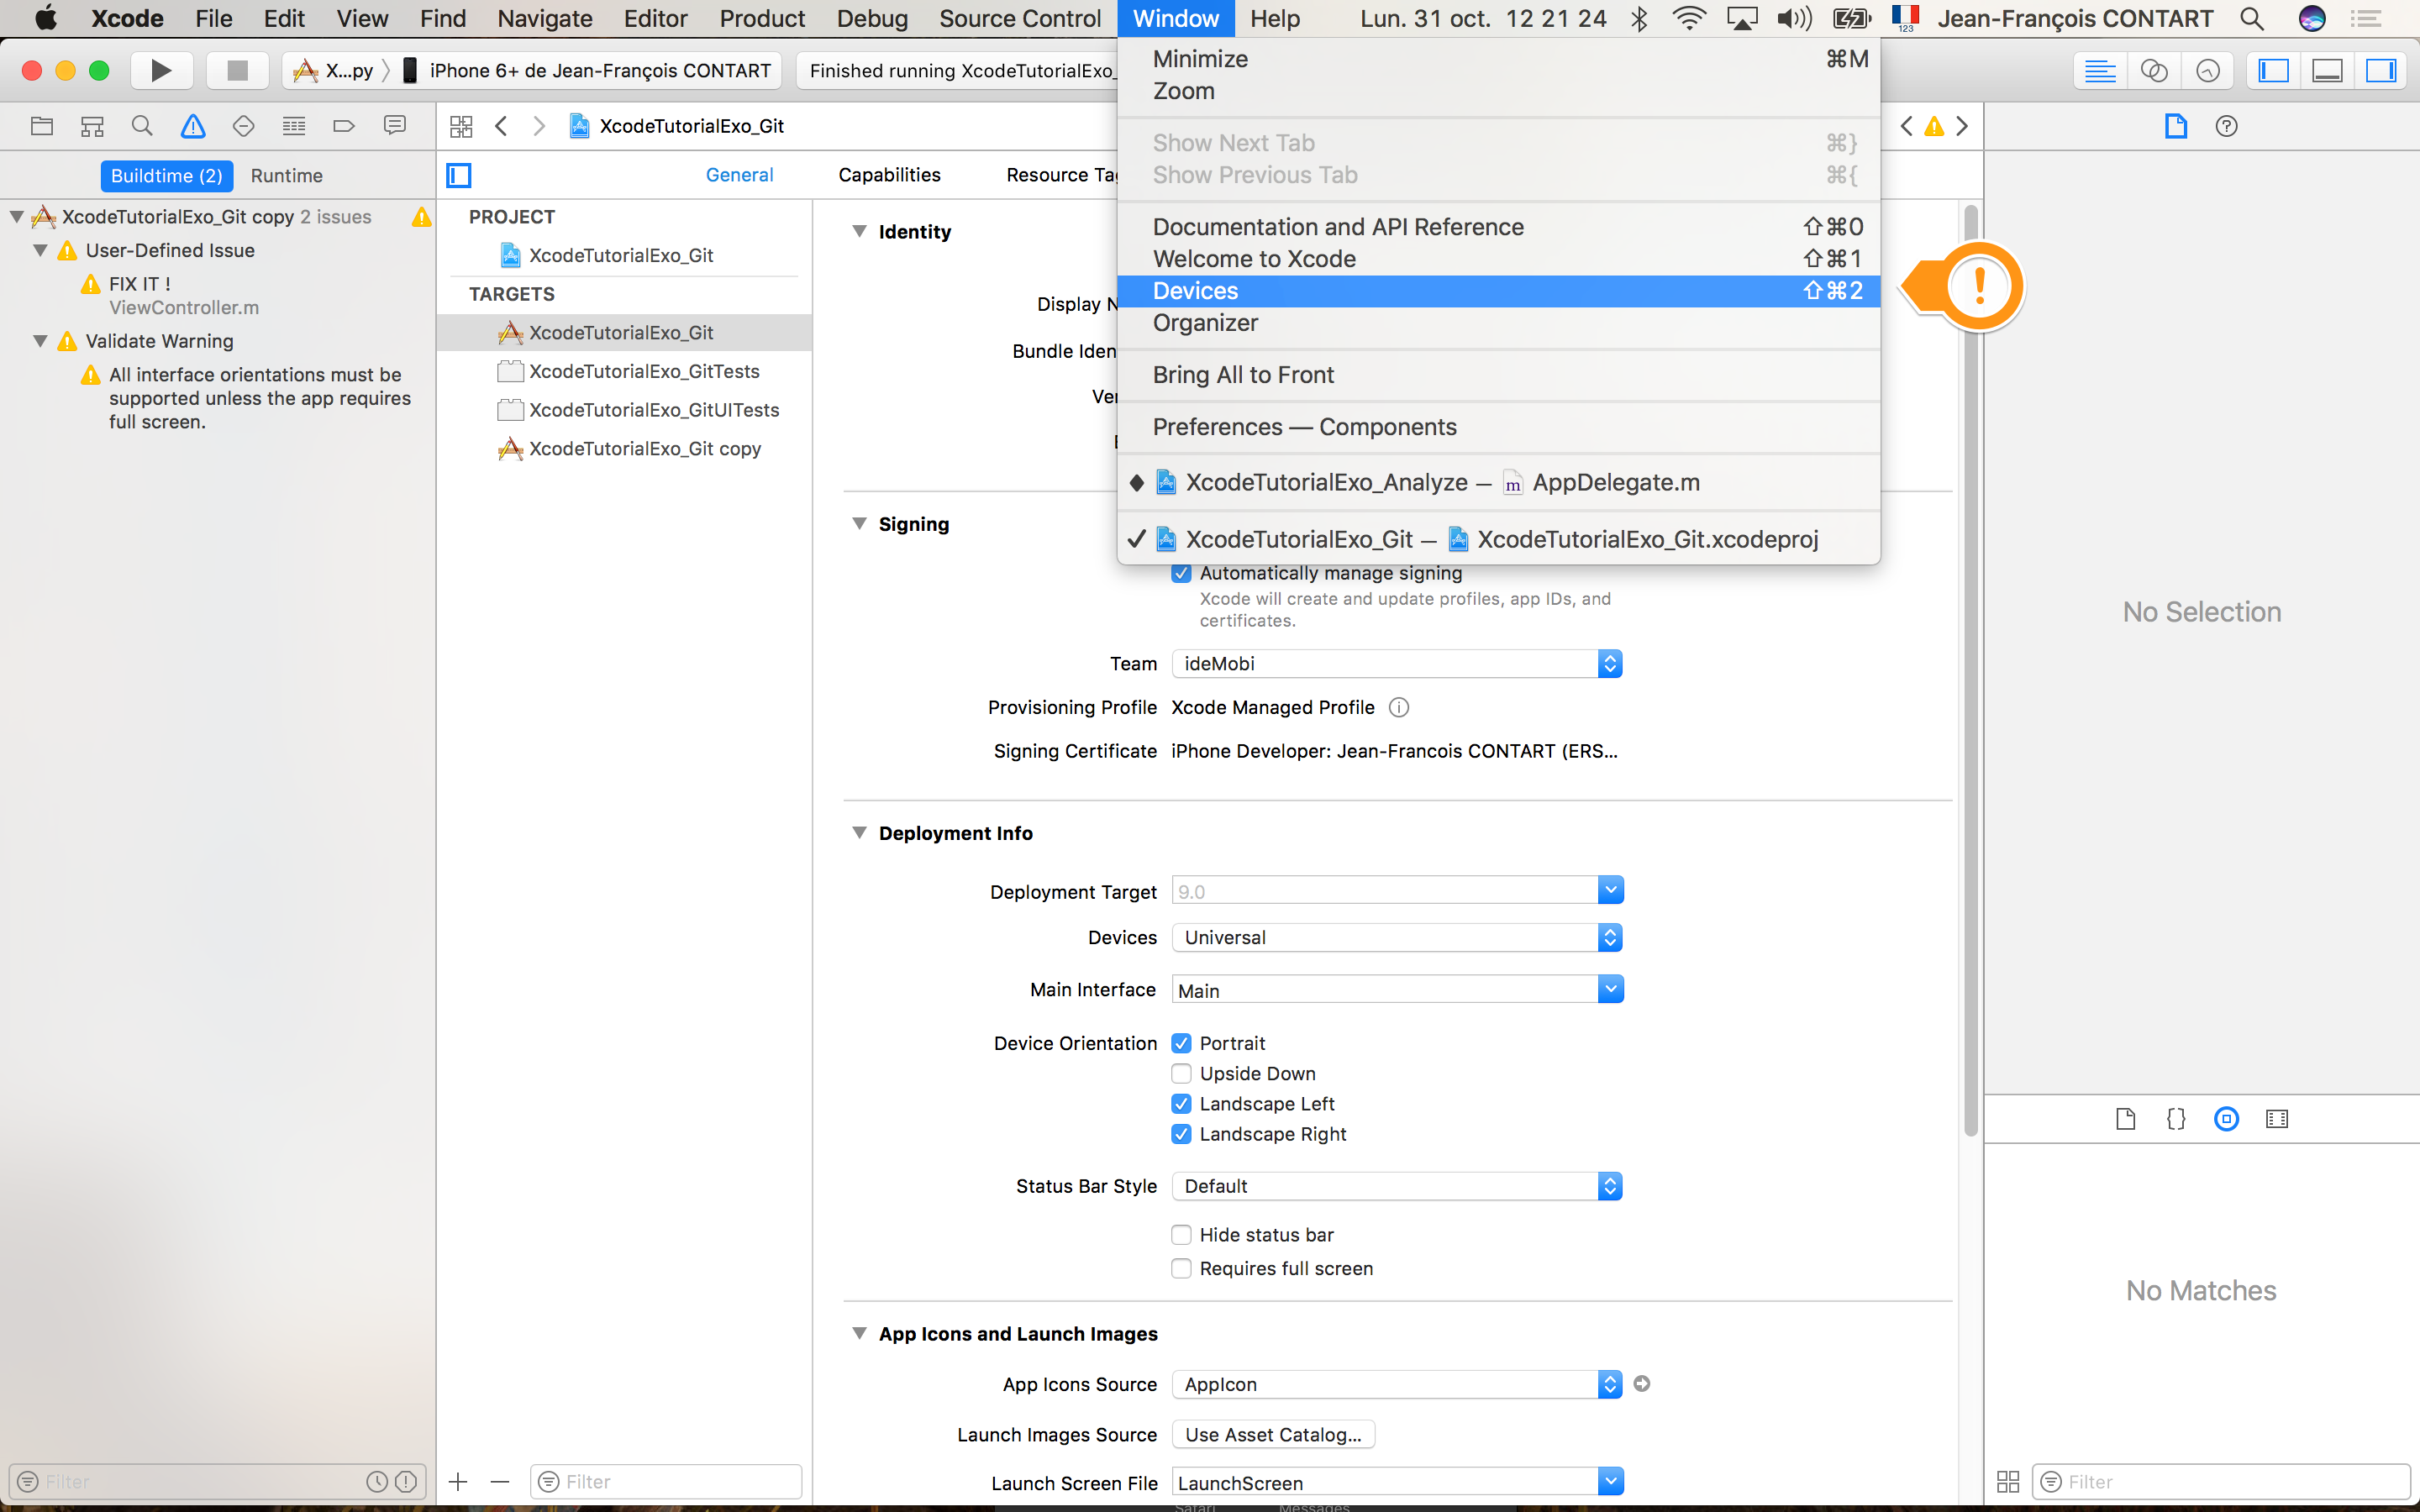 Xcode File Edit View Find Navigate Editor Product Debug Source Control Window Help Lun. 31 oct. 12 21 24 123 Jean-François CONTART
X...py iPhone 6+ de Jean-François CONTART Finished running XcodeTutorialExo_
XcodeTutorialExo_Git
Buildtime (2) Runtime
General Capabilities Resource Ta
XcodeTutorialExo_Git copy 2 issues
User-Defined Issue
FIX IT !
ViewController.m
Validate Warning
All interface orientations must be
supported unless the app requires
full screen.
Filter
PROJECT
XcodeTutorialExo_Git
TARGETS
XcodeTutorialExo_Git
XcodeTutorialExo_GitTests
XcodeTutorialExo_GitUITests
XcodeTutorialExo_Git copy
Filter
Minimize ⌘M
Zoom
Show Next Tab ⌘}
Show Previous Tab ⌘{
Documentation and API Reference ⇧⌘0
Welcome to Xcode ⇧⌘1
Devices ⇧⌘2
Organizer
Bring All to Front
Preferences — Components
XcodeTutorialExo_Analyze — m AppDelegate.m
✓ XcodeTutorialExo_Git — XcodeTutorialExo_Git.xcodeproj
Identity
Display N
Bundle Iden
Ver
Signing
Automatically manage signing
Xcode will create and update profiles, app IDs, and
certificates.
Team ideMobi
Provisioning Profile Xcode Managed Profile
Signing Certificate iPhone Developer: Jean-Francois CONTART (ERS...
Deployment Info
Deployment Target 9.0
Devices Universal
Main Interface Main
Device Orientation Portrait
Upside Down
Landscape Left
Landscape Right
Status Bar Style Default
Hide status bar
Requires full screen
App Icons and Launch Images
App Icons Source AppIcon
Launch Images Source Use Asset Catalog...
Launch Screen File LaunchScreen
No Selection
{}
No Matches
Filter